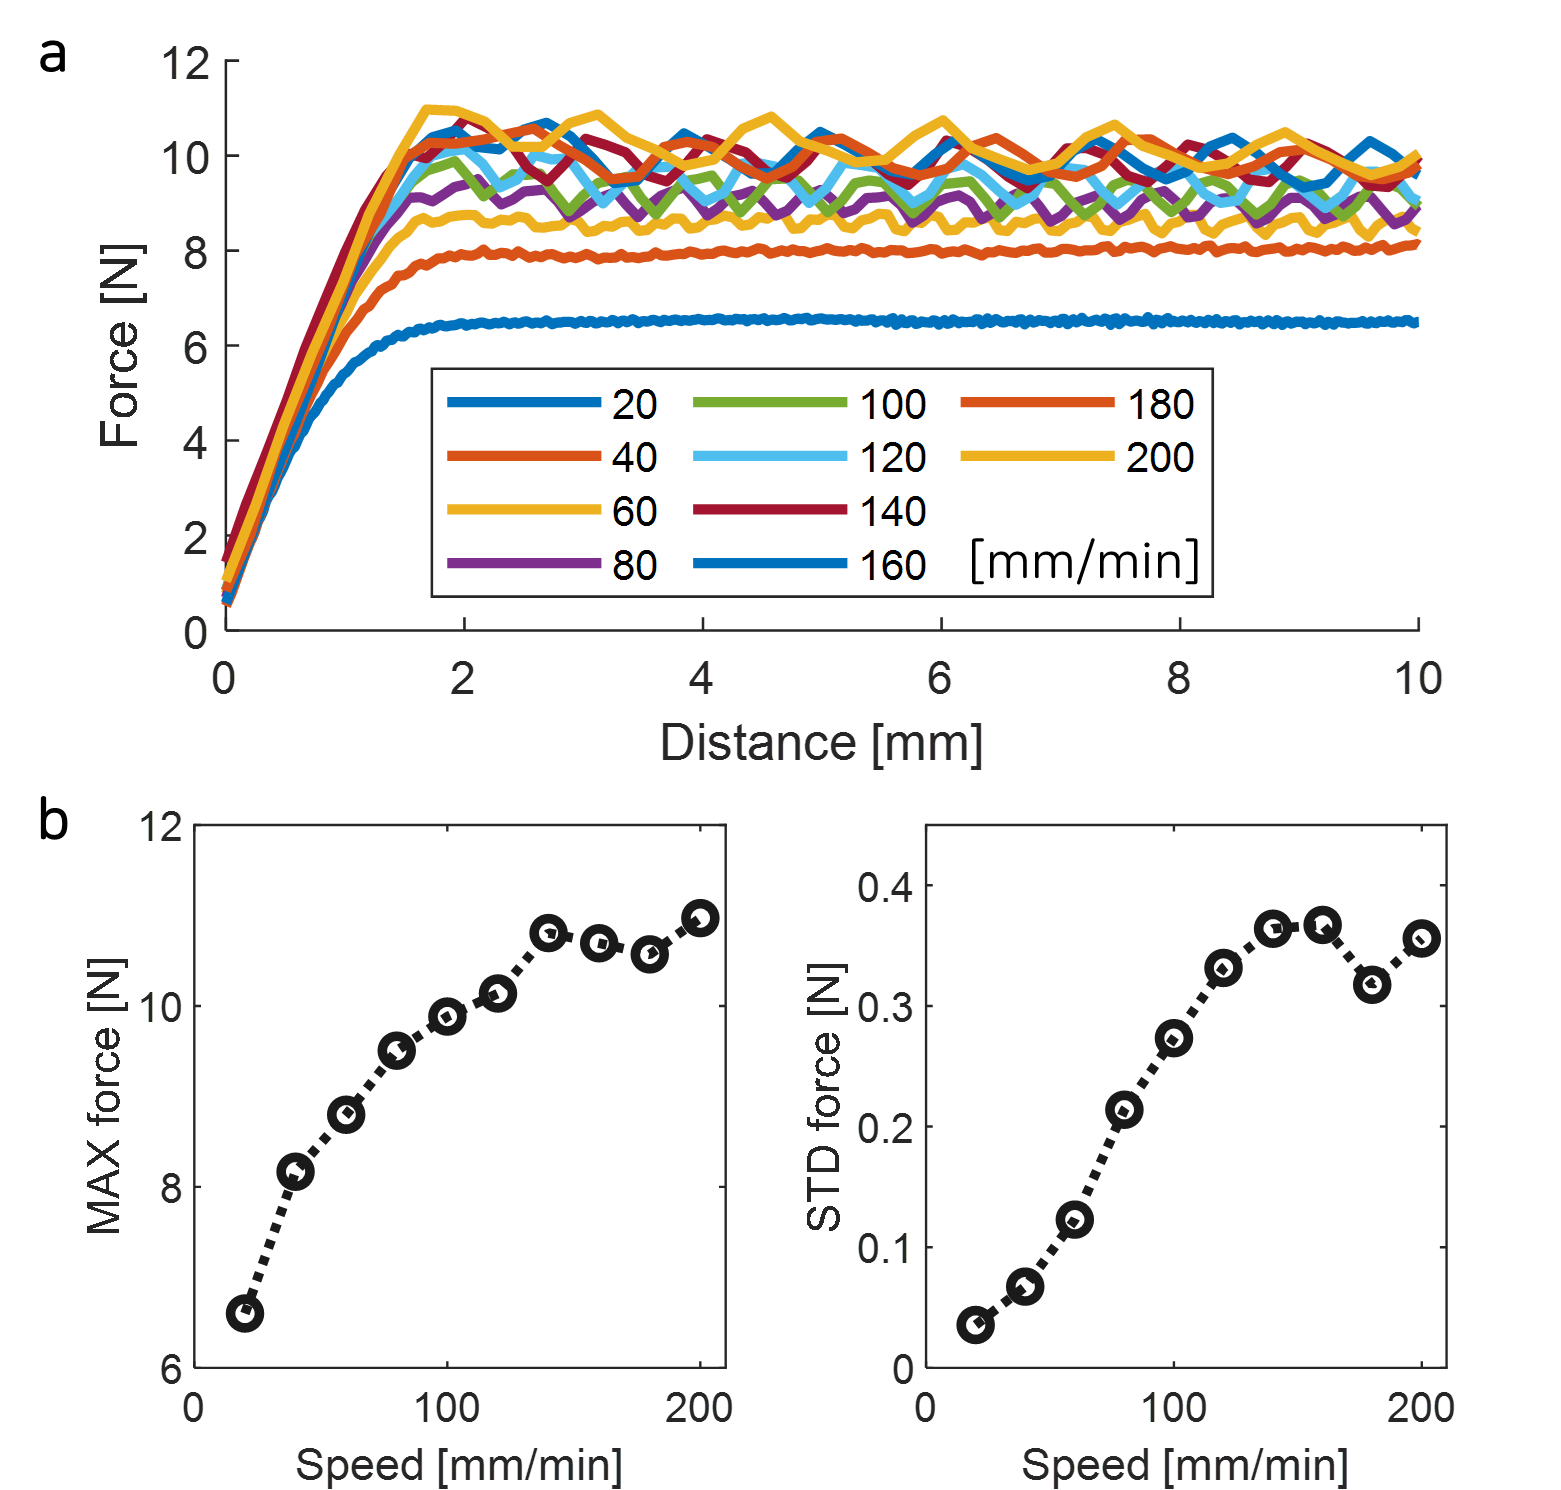 a
12
10
8
6
4
2
0
Force [N]
20 100 180
40 120 200
60 140
80 160 [mm/min]
0 2 4 6 8 10
Distance [mm]
b
12
10
8
6
MAX force [N]
0 100 200
Speed [mm/min]
0.4
0.3
0.2
0.1
0
STD force [N]
0 100 200
Speed [mm/min]